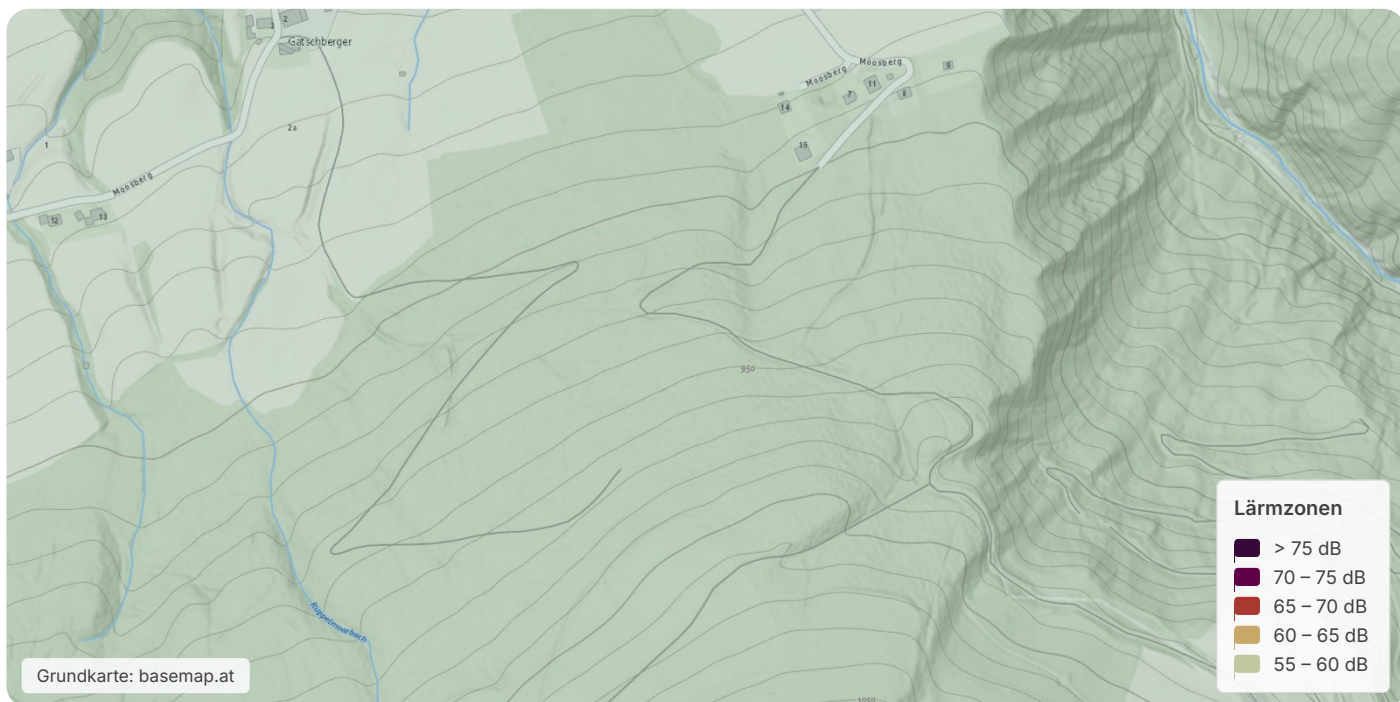 3
2
Gatschberger
Moosberg
Moosberg
9
11
7
8
14
2a
1
15
Moosberg
12
13
950
Lärmzonen
> 75 dB
70 – 75 dB
65 – 70 dB
60 – 65 dB
55 – 60 dB
Ruppelmoarbach
Grundkarte: basemap.at
1050